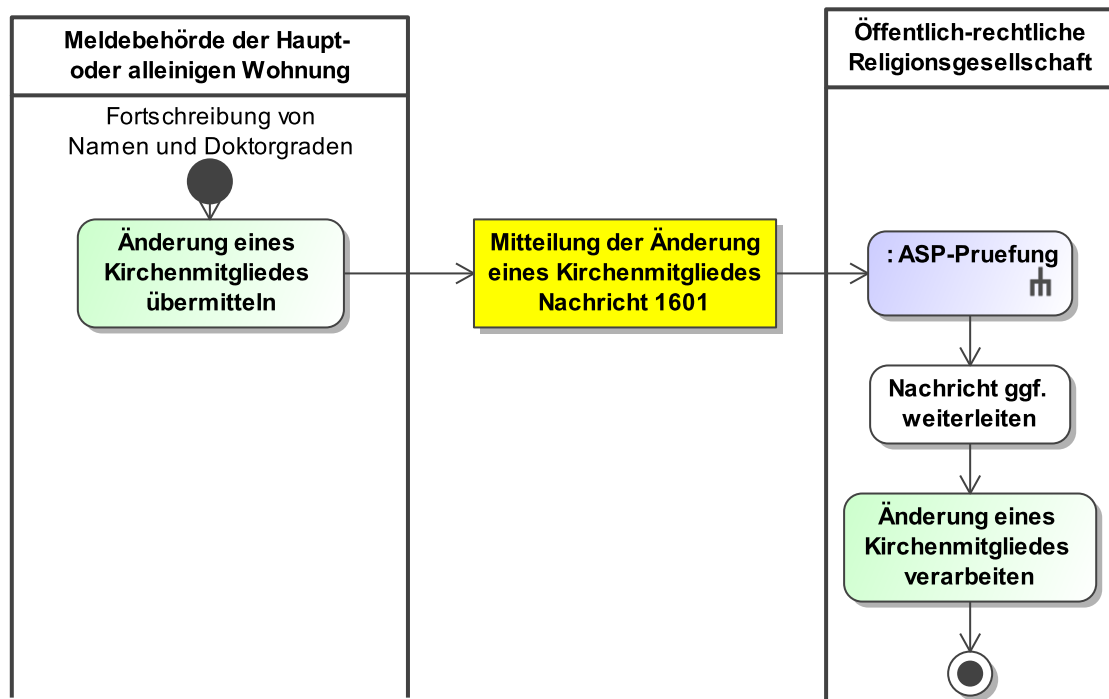 Meldebehörde der Haupt-
oder alleinigen Wohnung
Öffentlich-rechtliche
Religionsgesellschaft
Fortschreibung von
Namen und Doktorgraden
Änderung eines
Kirchenmitgliedes
übermitteln
Mitteilung der Änderung
eines Kirchenmitgliedes
Nachricht 1601
: ASP-Pruefung
Nachricht ggf.
weiterleiten
Änderung eines
Kirchenmitgliedes
verarbeiten